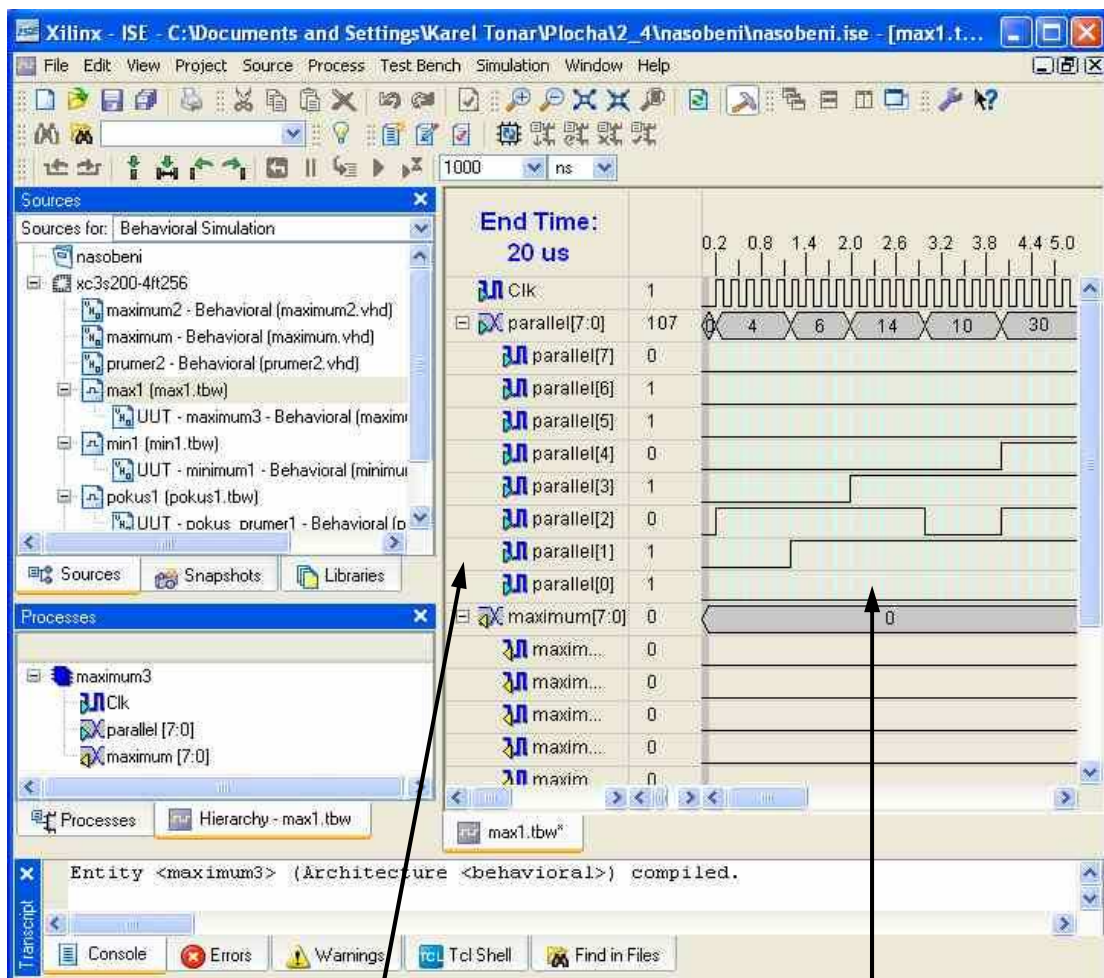 Xilinx - ISE - C:\Documents and Settings\Karel Tonar\Plocha\2_4\nasobeni\nasobeni.ise - [max1.t...
File Edit View Project Source Process Test Bench Simulation Window Help
1000 ns
Sources
Sources for: Behavioral Simulation
nasobeni
xc3s200-4ft256
maximum2 - Behavioral (maximum2.vhd)
maximum - Behavioral (maximum.vhd)
prumer2 - Behavioral (prumer2.vhd)
max1 (max1.tbw)
UUT - maximum3 - Behavioral (maximu
min1 (min1.tbw)
UUT - minimum1 - Behavioral (minimu
pokus1 (pokus1.tbw)
UUT - pokus_prumer1 - Behavioral (p
Sources Snapshots Libraries
Processes
maximum3
Clk
parallel [7:0]
maximum [7:0]
Processes Hierarchy - max1.tbw
End Time:
20 us
0.2 0.8 1.4 2.0 2.6 3.2 3.8 4.4 5.0
Clk 1
parallel[7:0] 107 0 4 6 14 10 30
parallel[7] 0
parallel[6] 1
parallel[5] 1
parallel[4] 0
parallel[3] 1
parallel[2] 0
parallel[1] 1
parallel[0] 1
maximum[7:0] 0 0
maxim... 0
maxim... 0
maxim... 0
maxim... 0
maxim 0
max1.tbw*
Transcript
Entity <maximum3> (Architecture <behavioral>) compiled.
Console Errors Warnings Tcl Shell Find in Files